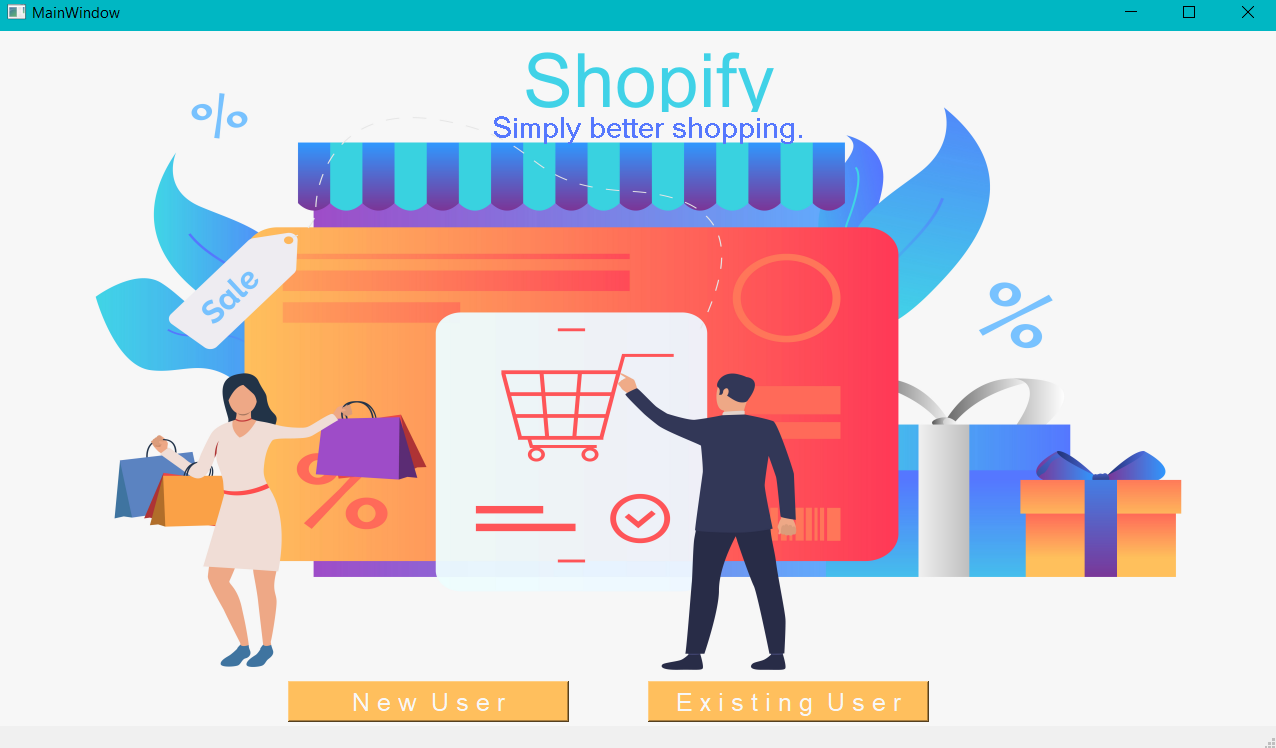 MainWindow
Shopify
Simply better shopping.
%
Sale
%
%
New User
Existing User